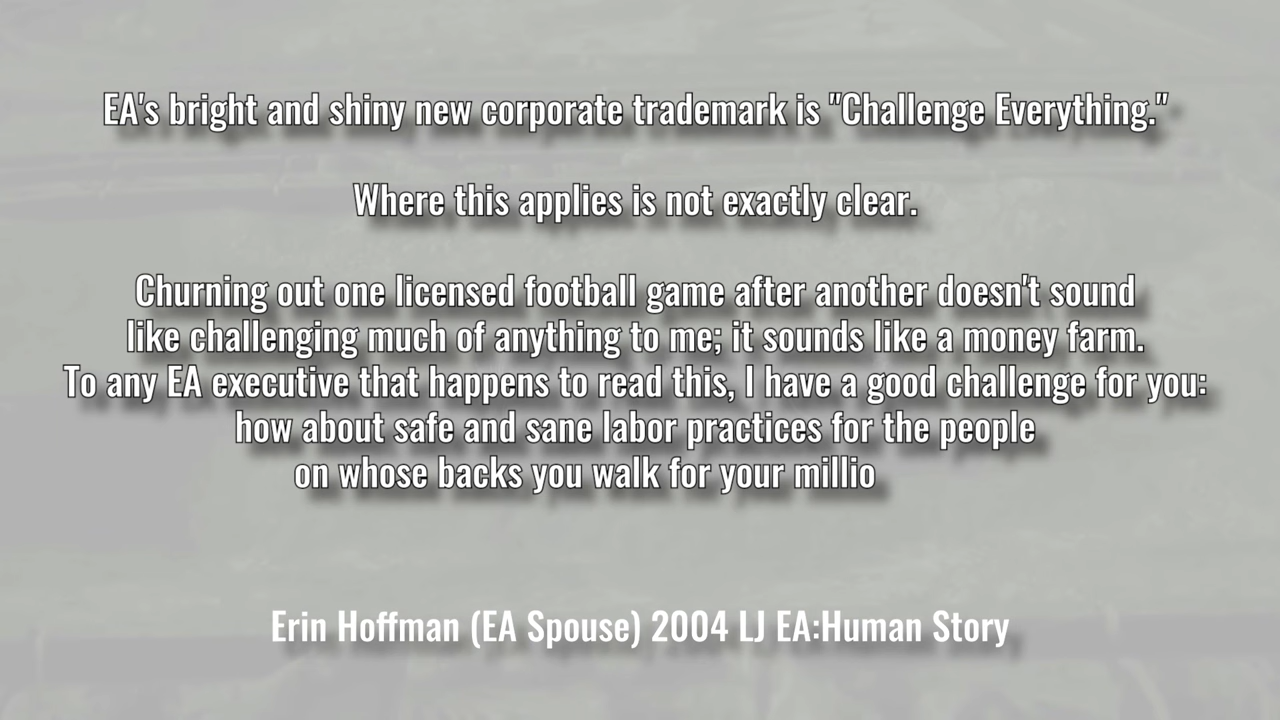 EA's bright and shiny new corporate trademark is "Challenge Everything."
Where this applies is not exactly clear.
Churning out one licensed football game after another doesn't sound
like challenging much of anything to me; it sounds like a money farm.
To any EA executive that happens to read this, I have a good challenge for you:
how about safe and sane labor practices for the people
on whose backs you walk for your millio
Erin Hoffman (EA Spouse) 2004 LJ EA:Human Story